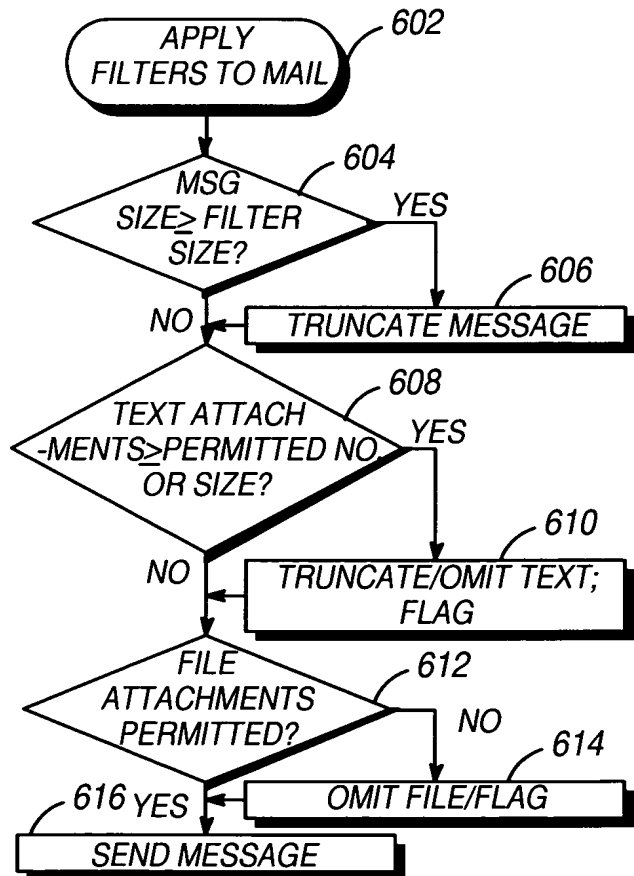 APPLY
FILTERS TO MAIL
602
MSG
SIZE≥ FILTER
SIZE?
604
YES
NO
TRUNCATE MESSAGE
606
TEXT ATTACH
-MENTS≥PERMITTED NO.
OR SIZE?
608
YES
NO
TRUNCATE/OMIT TEXT;
FLAG
610
FILE
ATTACHMENTS
PERMITTED?
612
NO
YES
OMIT FILE/FLAG
614
616
SEND MESSAGE